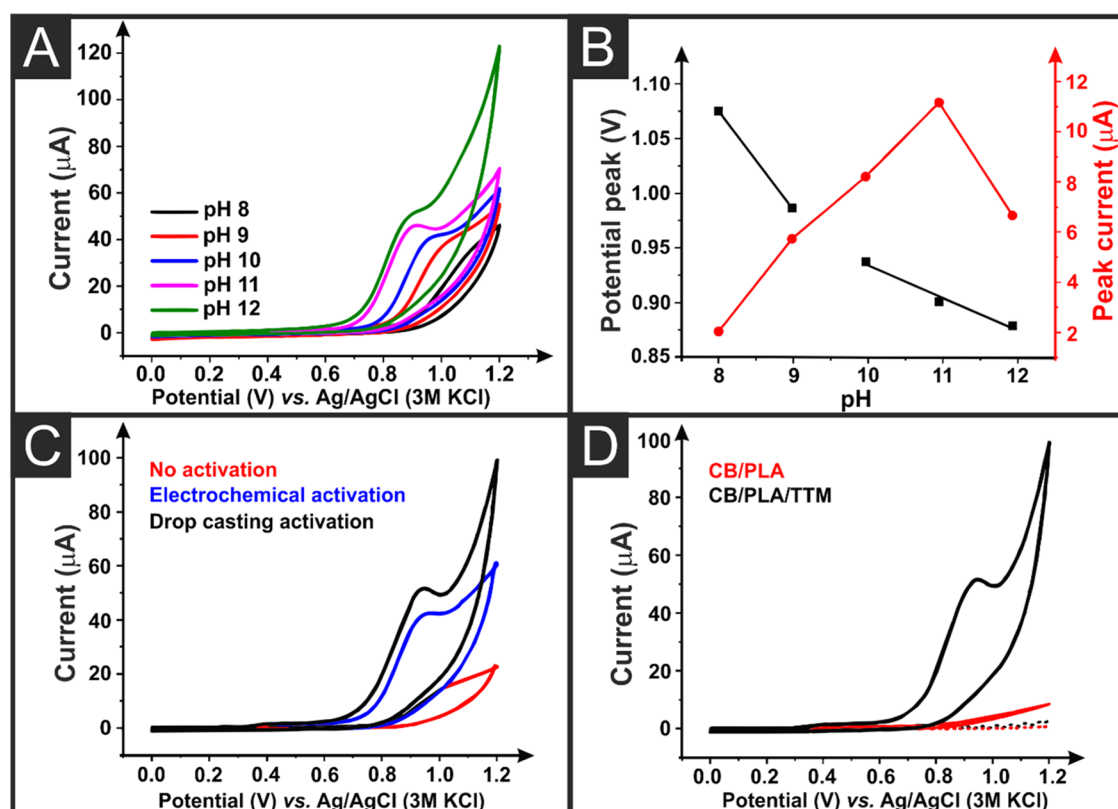 A
Current (μA)
120
100
80
60
40
20
0
pH 8
pH 9
pH 10
pH 11
pH 12
0.0 0.2 0.4 0.6 0.8 1.0 1.2
Potential (V) vs. Ag/AgCl (3M KCl)
B
Potential peak (V)
1.10
1.05
1.00
0.95
0.90
0.85
12
10
8
6
4
2
Peak current (μA)
8 9 10 11 12
pH
C
Current (μA)
100
80
60
40
20
0
No activation
Electrochemical activation
Drop casting activation
0.0 0.2 0.4 0.6 0.8 1.0 1.2
Potential (V) vs. Ag/AgCl (3M KCl)
D
Current (μA)
100
80
60
40
20
0
CB/PLA
CB/PLA/TTM
0.0 0.2 0.4 0.6 0.8 1.0 1.2
Potential (V) vs. Ag/AgCl (3M KCl)